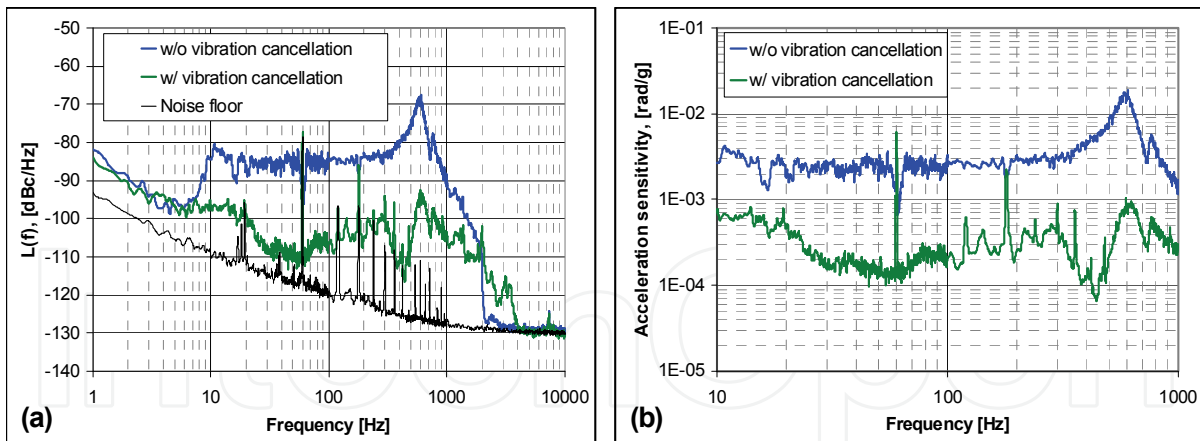 -50
-60
-70
-80
-90
-100
-110
-120
-130
-140
L(f), [dBc/Hz]
w/o vibration cancellation
w/ vibration cancellation
Noise floor
1 10 100 1000 10000
Frequency [Hz]
(a)
1E-01
1E-02
1E-03
1E-04
1E-05
Acceleration sensitivity, [rad/g]
w/o vibration cancellation
w/ vibration cancellation
10 100 1000
Frequency [Hz]
(b)